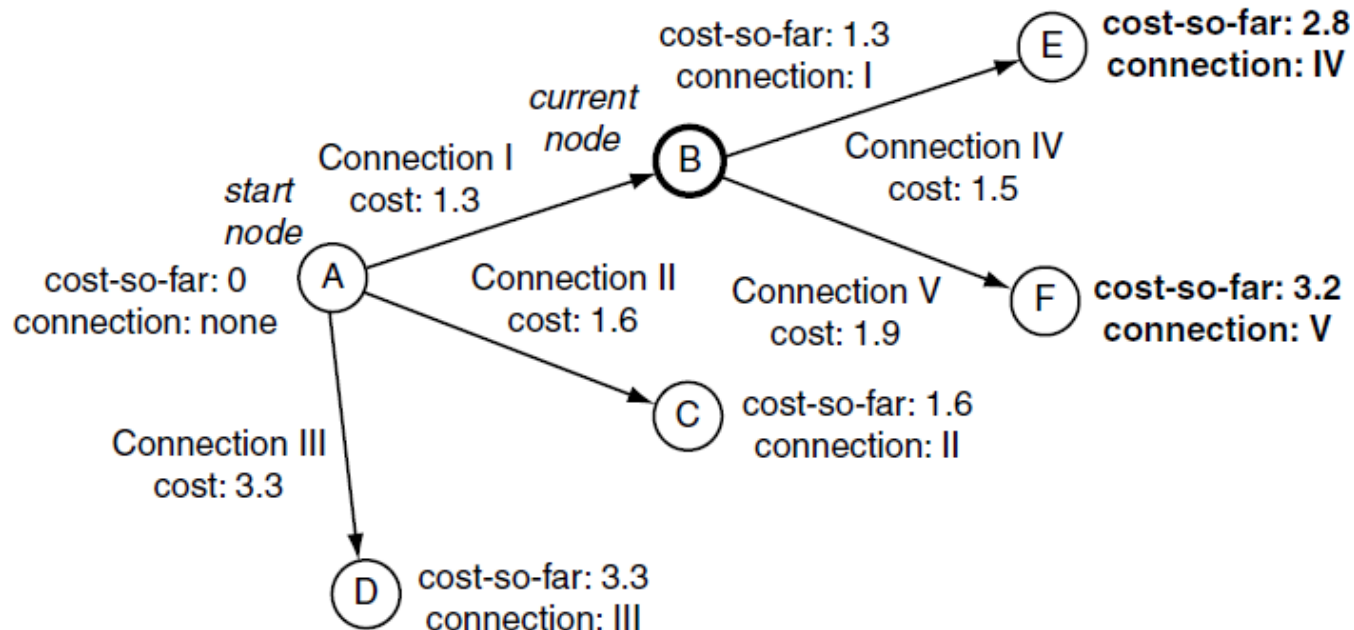 cost-so-far: 1.3
connection: I
E
cost-so-far: 2.8
connection: IV
current
node
B
Connection I
cost: 1.3
Connection IV
cost: 1.5
start
node
A
cost-so-far: 0
connection: none
Connection II
cost: 1.6
Connection V
cost: 1.9
F
cost-so-far: 3.2
connection: V
C
cost-so-far: 1.6
connection: II
Connection III
cost: 3.3
D
cost-so-far: 3.3
connection: III